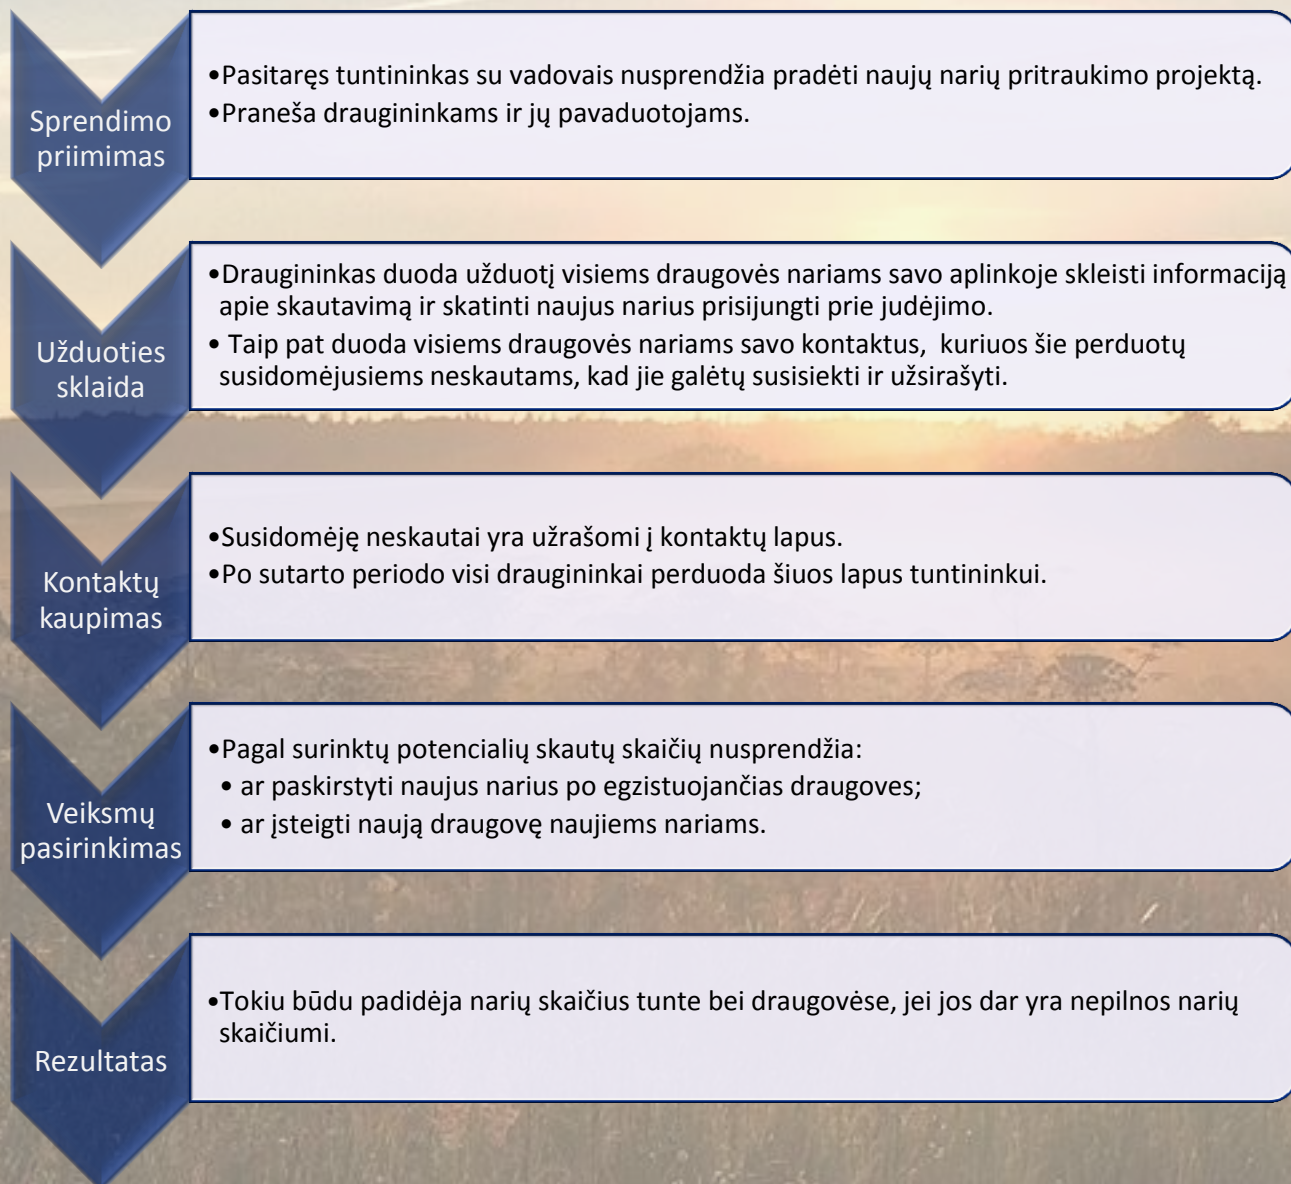 Sprendimo
priimimas
•Pasitaręs tuntininkas su vadovais nusprendžia pradėti naujų narių pritraukimo projektą.
•Praneša draugininkams ir jų pavaduotojams.
Užduoties
sklaida
•Draugininkas duoda užduotį visiems draugovės nariams savo aplinkoje skleisti informaciją
apie skautavimą ir skatinti naujus narius prisijungti prie judėjimo.
• Taip pat duoda visiems draugovės nariams savo kontaktus, kuriuos šie perduotų
susidomėjusiems neskautams, kad jie galėtų susisiekti ir užsirašyti.
Kontaktų
kaupimas
•Susidomėję neskautai yra užrašomi į kontaktų lapus.
•Po sutarto periodo visi draugininkai perduoda šiuos lapus tuntininkui.
Veiksmų
pasirinkimas
•Pagal surinktų potencialių skautų skaičių nusprendžia:
• ar paskirstyti naujus narius po egzistuojančias draugoves;
• ar įsteigti naują draugovę naujiems nariams.
Rezultatas
•Tokiu būdu padidėja narių skaičius tunte bei draugovėse, jei jos dar yra nepilnos narių
skaičiumi.